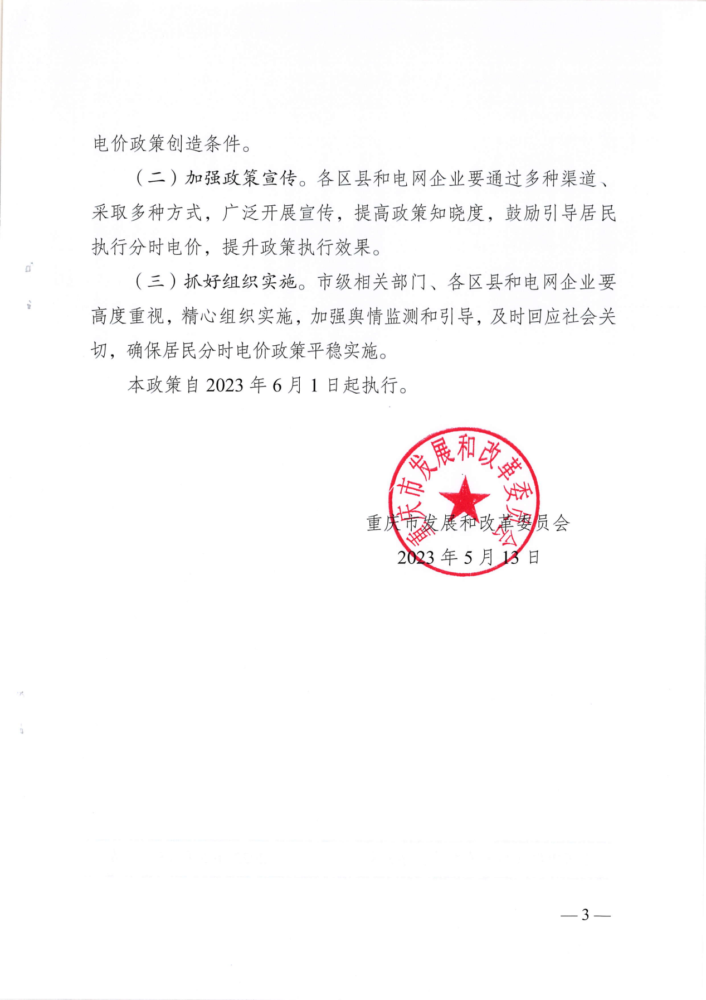 电价政策创造条件。
（二）加强政策宣传。各区县和电网企业要通过多种渠道、
采取多种方式，广泛开展宣传，提高政策知晓度，鼓励引导居民
执行分时电价，提升政策执行效果。
（三）抓好组织实施。市级相关部门、各区县和电网企业要
高度重视，精心组织实施，加强舆情监测和引导，及时回应社会关
切，确保居民分时电价政策平稳实施。
本政策自 2023 年 6 月 1 日起执行。
重庆市发展和改革委员会
重庆市发展和改革委员会
2023 年 5 月 13 日
— 3 —